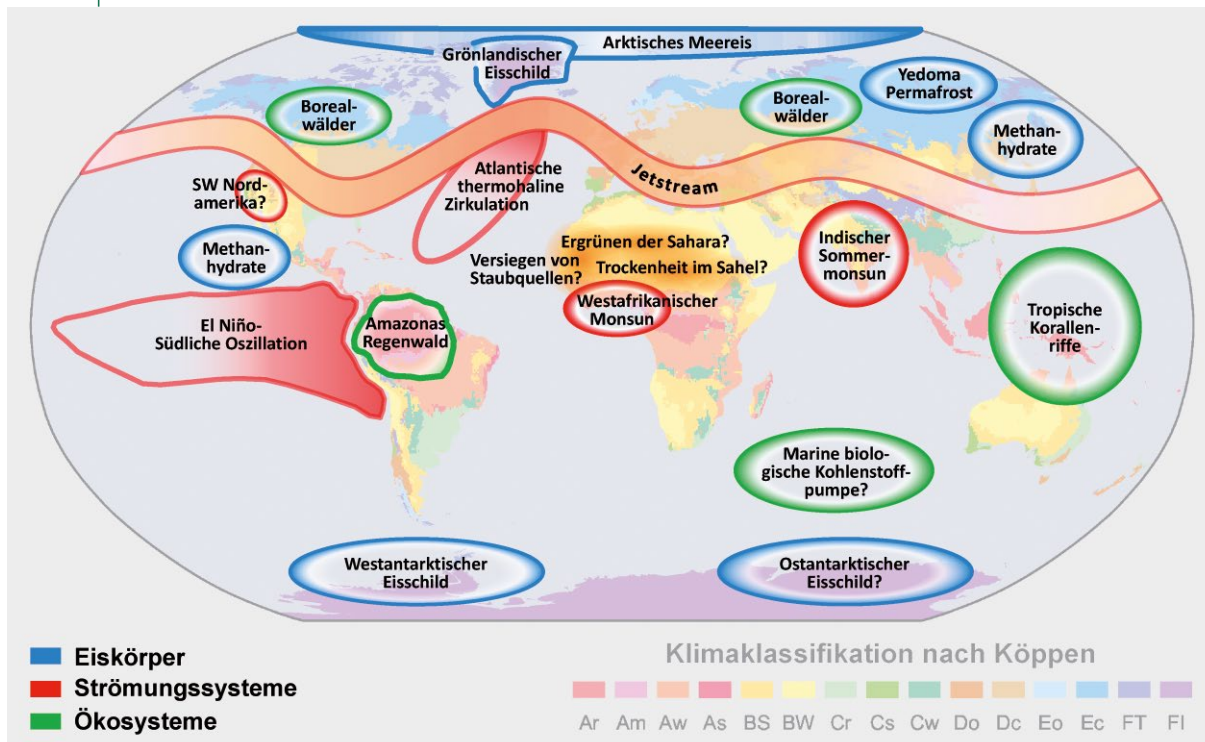 Arktisches Meereis
Grönlandischer
Eisschild
Yedoma
Permafrost
Boreal-
wälder
Boreal-
wälder
Methan-
hydrate
Atlantische
thermohaline
Zirkulation
Jetstream
SW Nord-
amerika?
Methan-
hydrate
Ergrünen der Sahara?
Versiegen von
Staubquellen?
Trockenheit im Sahel?
Indischer
Sommer-
monsun
Westafrikanischer
Monsun
El Niño-
Südliche Oszillation
Amazonas
Regenwald
Tropische
Korallen-
riffe
Marine biolo-
gische Kohlenstoff-
pumpe?
Westantarktischer
Eisschild
Ostantarktischer
Eisschild?
Eiskörper
Strömungssysteme
Ökosysteme
Klimaklassifikation nach Köppen
Ar Am Aw As BS BW Cr Cs Cw Do Dc Eo Ec FT FI